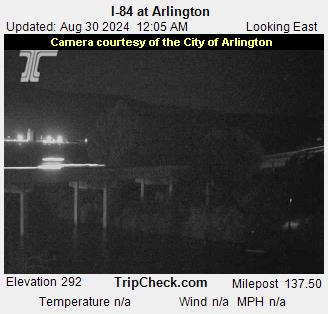 I-84 at Arlington
Updated: Aug 30 2024 12:05 AM Looking East
Camera courtesy of the City of Arlington
Elevation 292 TripCheck.com Milepost 137.50
Temperature n/a Wind n/a MPH n/a